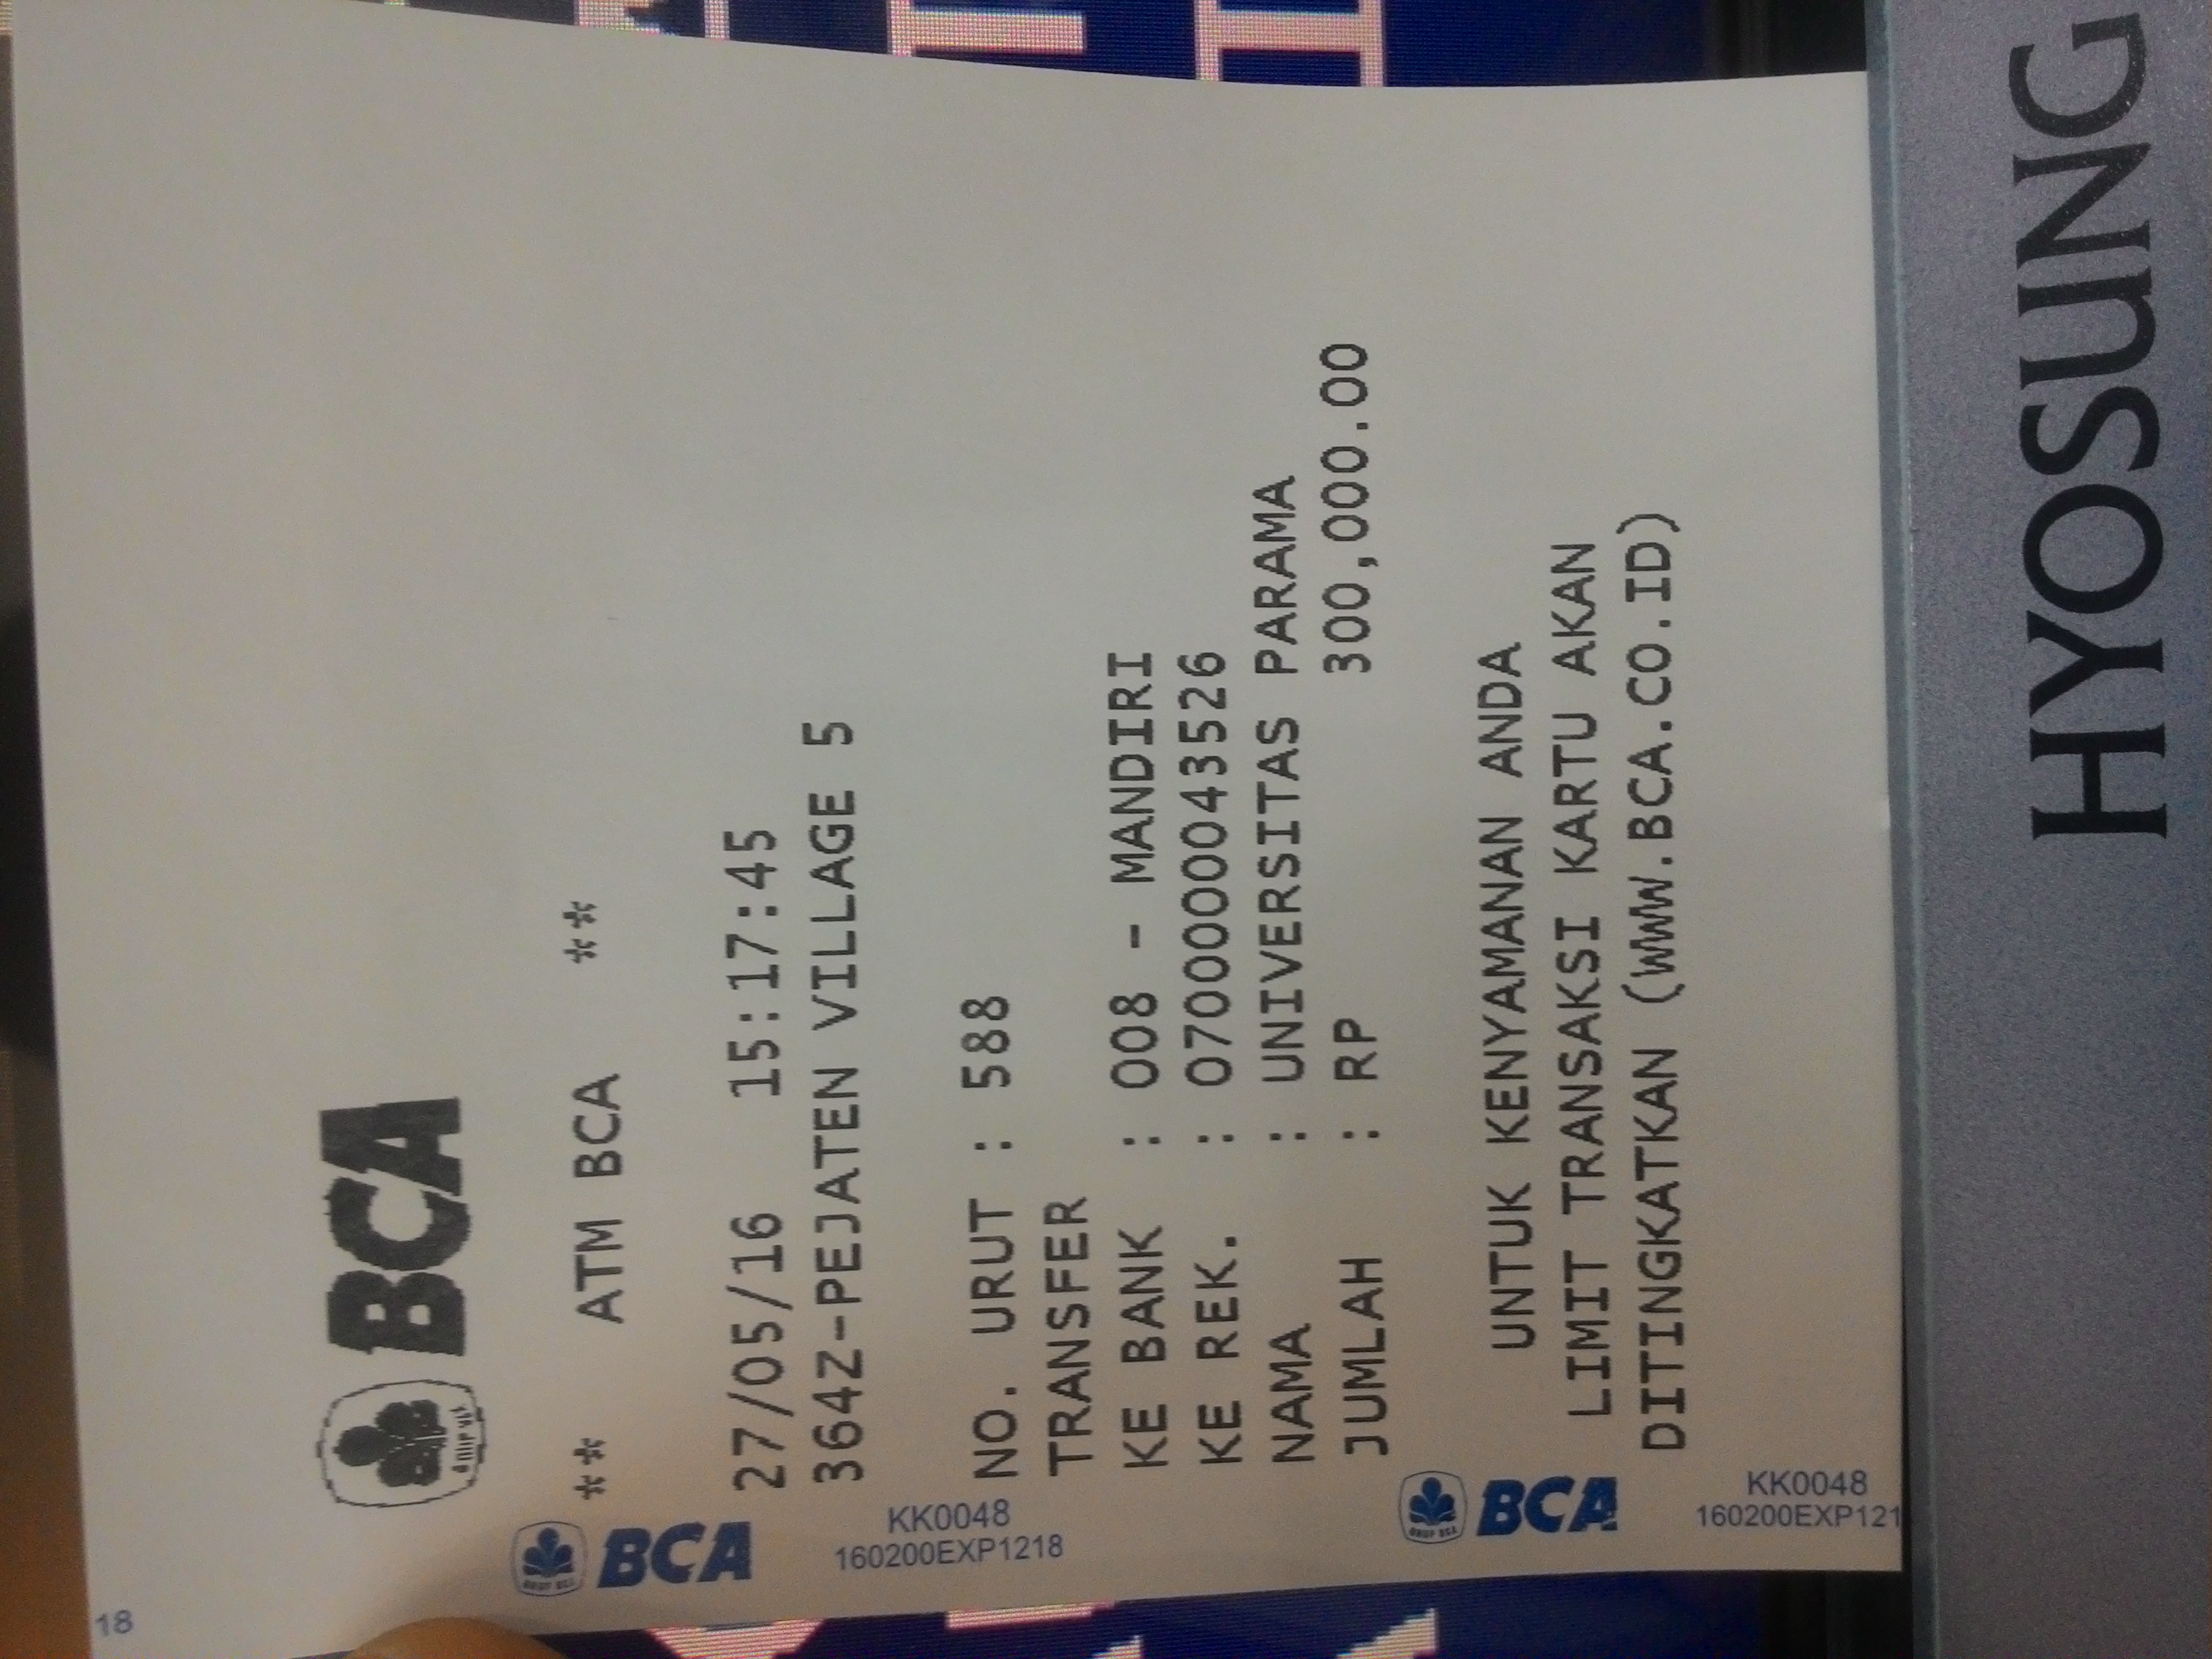 18
BCA
** ATM BCA **
27/05/16 15:17:45
364Z-PEJATEN VILLAGE 5
NO. URUT : 588
TRANSFER
KE BANK : 008 - MANDIRI
KE REK. : 0700000043526
NAMA : UNIVERSITAS PARAMA
JUMLAH : RP 300,000.00
UNTUK KENYAMANAN ANDA
LIMIT TRANSAKSI KARTU AKAN
DITINGKATKAN (WWW.BCA.CO.ID)
BCA
KK0048
160200EXP1218
BCA
KK0048
160200EXP121
HYOSUNG